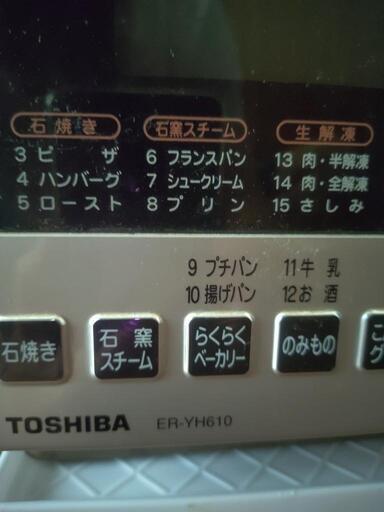 石焼き 石窯スチーム 生解凍
3 ピザ 6 フランスパン 13 肉・半解凍
4 ハンバーグ 7 シュークリーム 14 肉・全解凍
5 ロースト 8 プリン 15 さしみ
9 プチパン 11 牛乳
10 揚げパン 12 お酒
石焼き
石窯
スチーム
らくらく
ベーカリー
のみもの
TOSHIBA ER-YH610